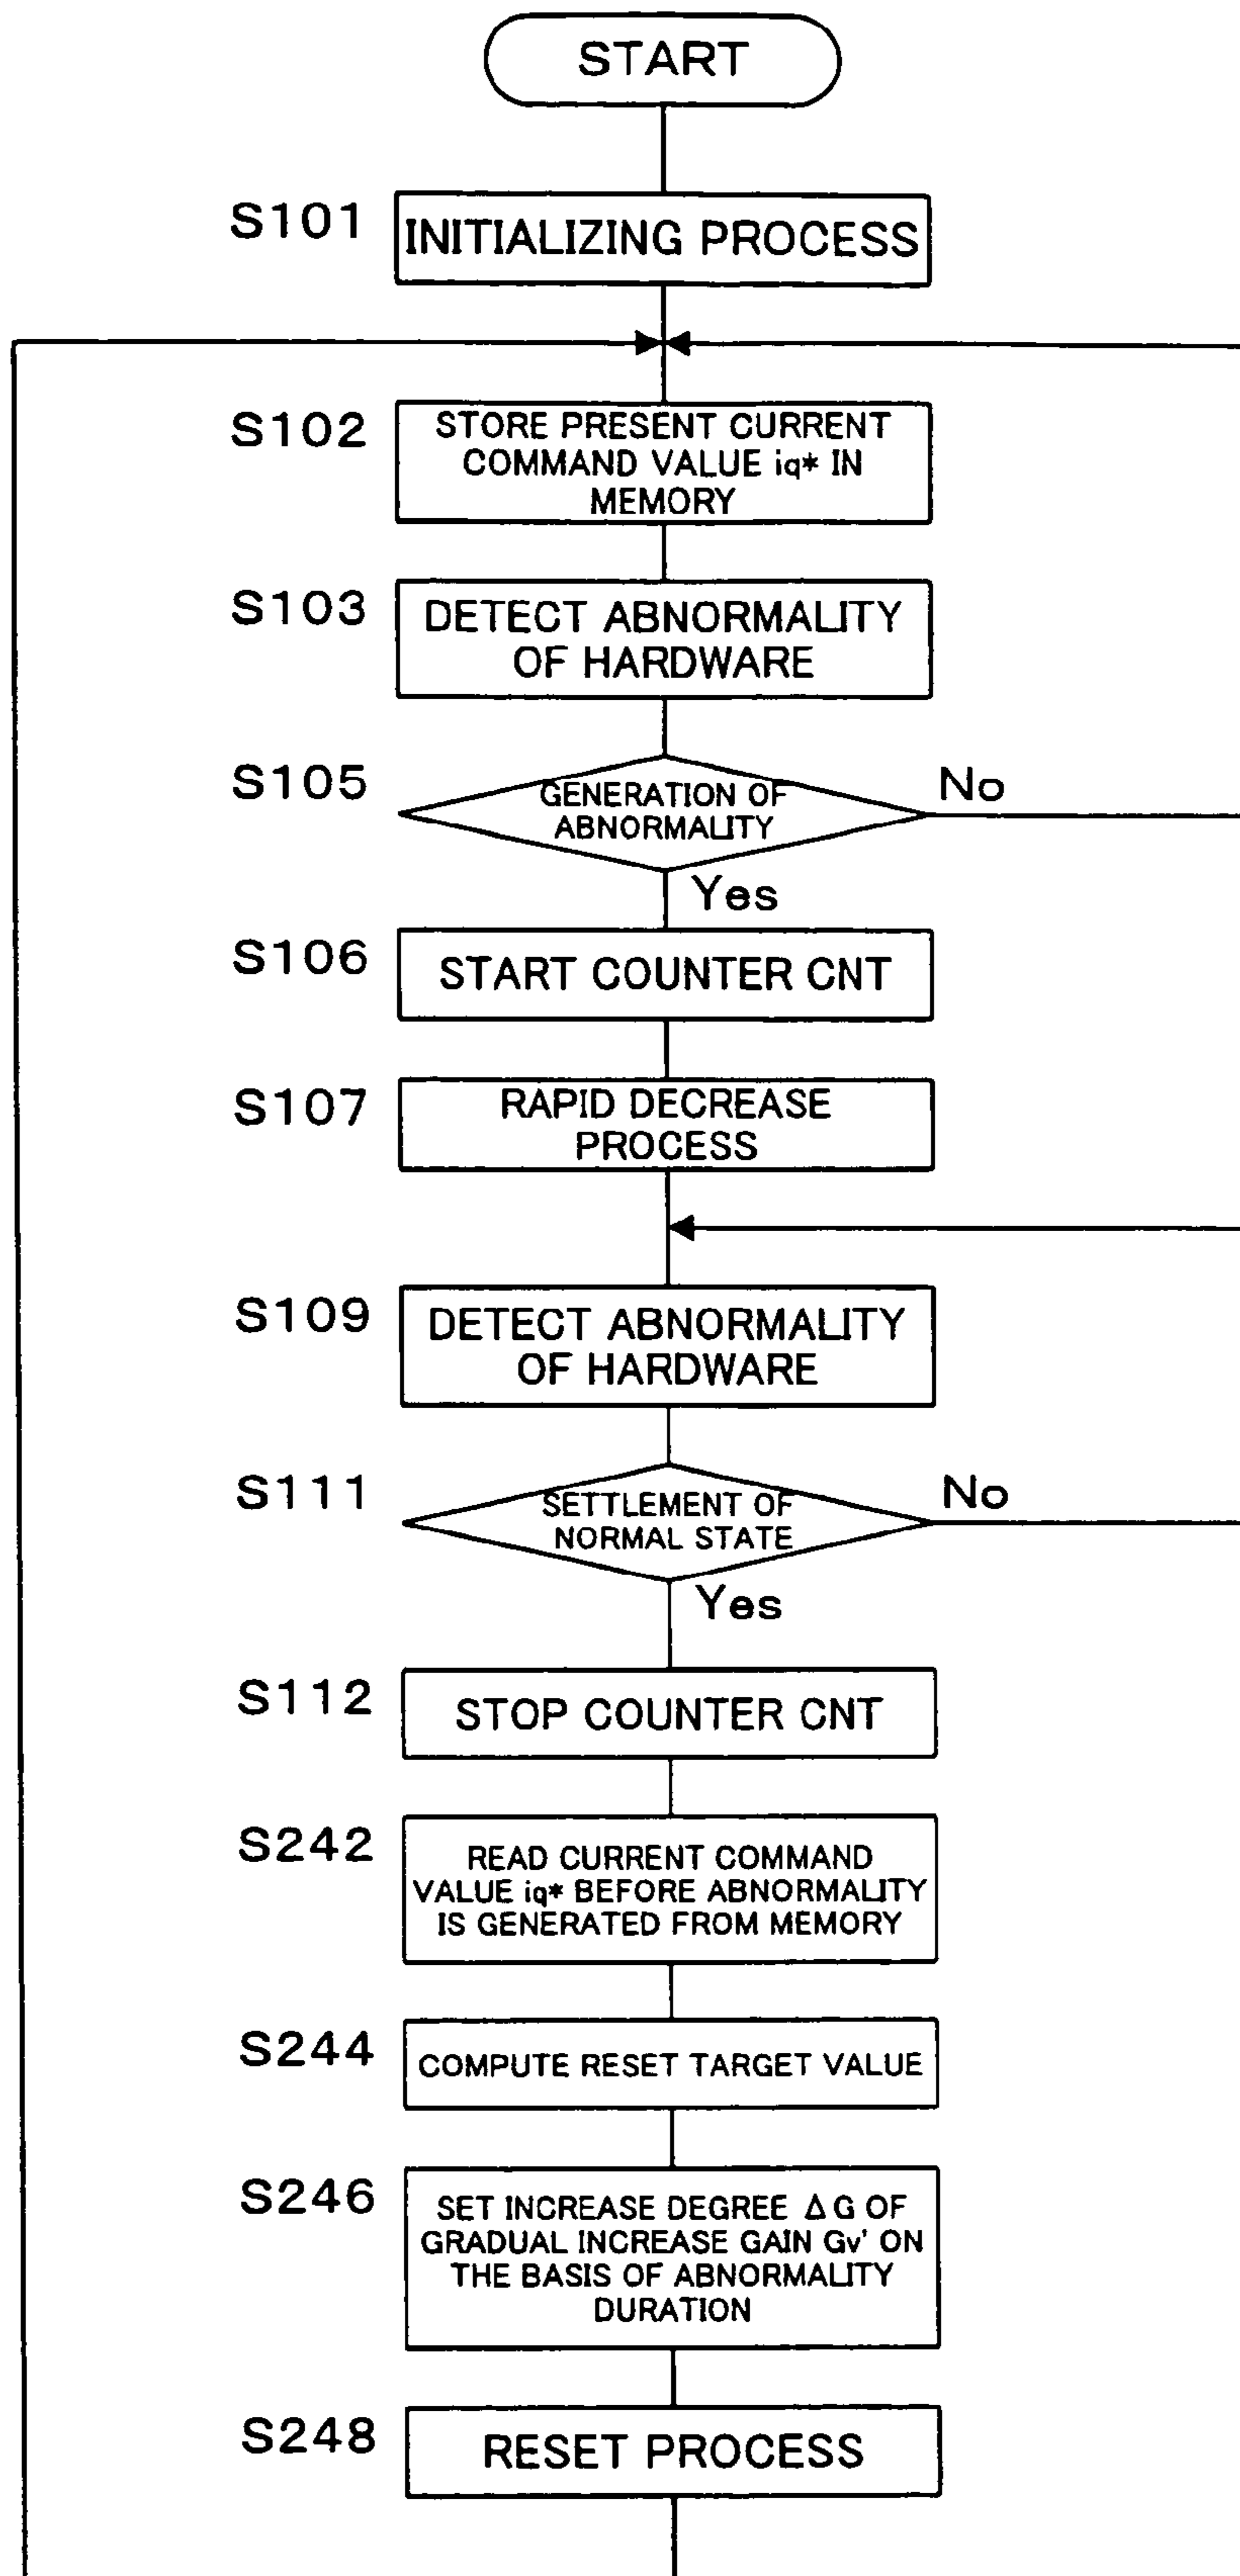 START
S101
INITIALIZING PROCESS
S102
STORE PRESENT CURRENT
COMMAND VALUE iq* IN
MEMORY
S103
DETECT ABNORMALITY
OF HARDWARE
S105
GENERATION OF
ABNORMALITY
No
Yes
S106
START COUNTER CNT
S107
RAPID DECREASE
PROCESS
S109
DETECT ABNORMALITY
OF HARDWARE
S111
SETTLEMENT OF
NORMAL STATE
No
Yes
S112
STOP COUNTER CNT
S242
READ CURRENT COMMAND
VALUE iq* BEFORE ABNORMALITY
IS GENERATED FROM MEMORY
S244
COMPUTE RESET TARGET VALUE
S246
SET INCREASE DEGREE ΔG OF
GRADUAL INCREASE GAIN Gv' ON
THE BASIS OF ABNORMALITY
DURATION
S248
RESET PROCESS